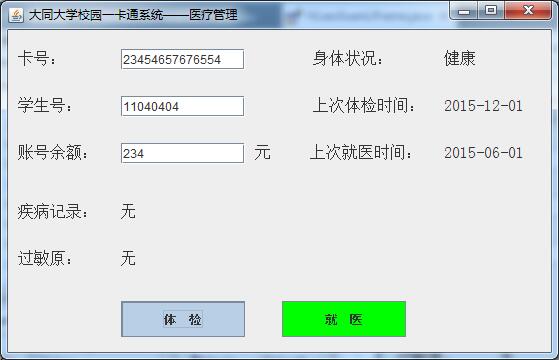 大同大学校园一卡通系统——医疗管理
卡号： 23454657676554 身体状况： 健康
学生号： 11040404 上次体检时间： 2015-12-01
账号余额： 234 元 上次就医时间： 2015-06-01
疾病记录： 无
过敏原： 无
体 检 就 医